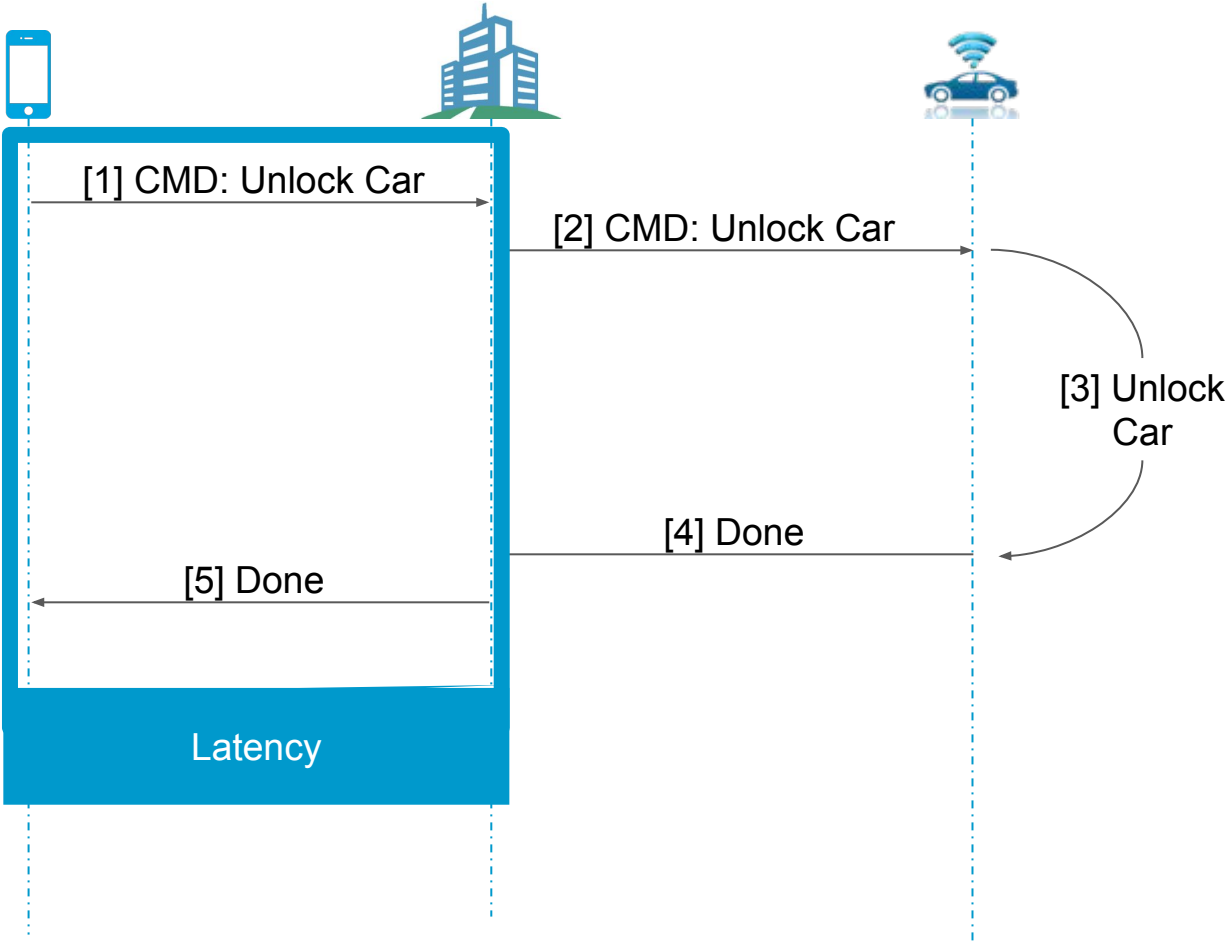 [1] CMD: Unlock Car
[2] CMD: Unlock Car
[3] Unlock
Car
[4] Done
[5] Done
Latency